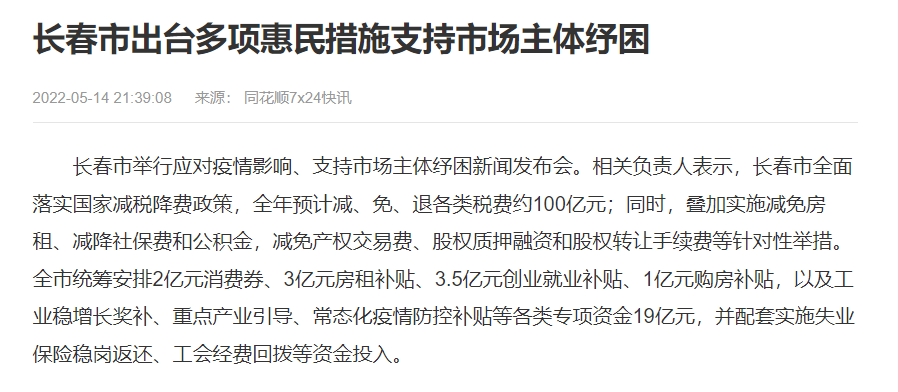 长春市出台多项惠民措施支持市场主体纾困
2022-05-14 21:39:08 来源： 同花顺7x24快讯
长春市举行应对疫情影响、支持市场主体纾困新闻发布会。相关负责人表示，长春市全面
落实国家减税降费政策，全年预计减、免、退各类税费约100亿元；同时，叠加实施减免房
租、减降社保费和公积金，减免产权交易费、股权质押融资和股权转让手续费等针对性举措。
全市统筹安排2亿元消费券、3亿元房租补贴、3.5亿元创业就业补贴、1亿元购房补贴，以及工
业稳增长奖补、重点产业引导、常态化疫情防控补贴等各类专项资金19亿元，并配套实施失业
保险稳岗返还、工会经费回拨等资金投入。